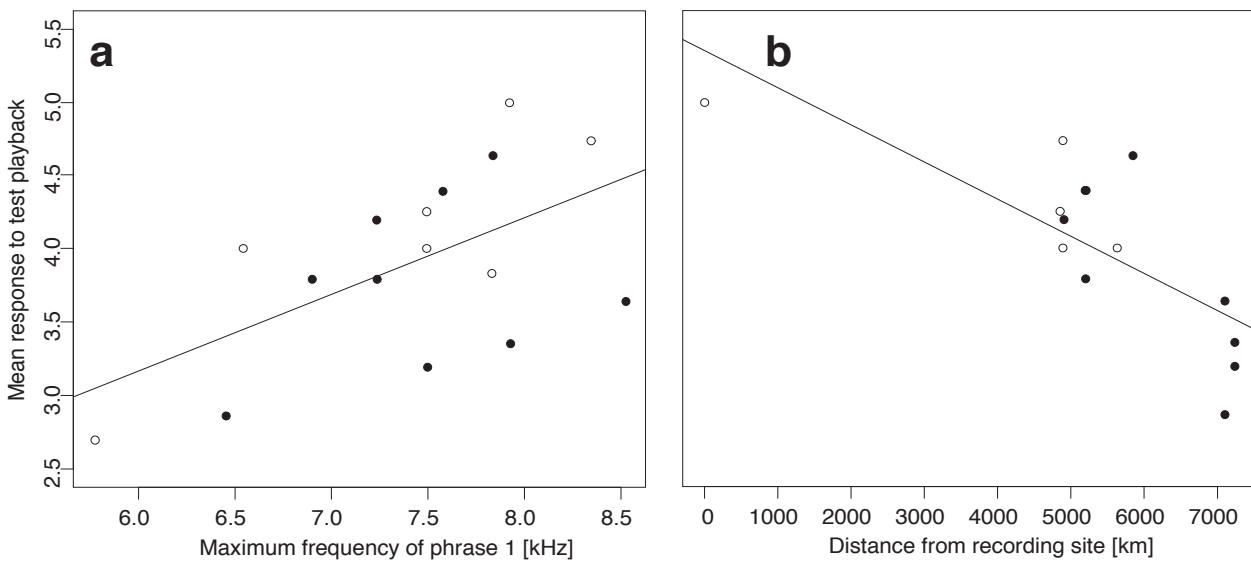 a
b
Mean response to test playback
5.5
5.0
4.5
4.0
3.5
3.0
2.5
6.0 6.5 7.0 7.5 8.0 8.5
Maximum frequency of phrase 1 [kHz]
0 1000 2000 3000 4000 5000 6000 7000
Distance from recording site [km]